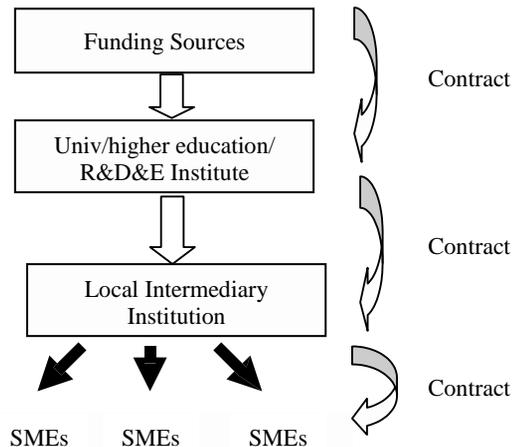 Funding Sources
Contract
Univ/higher education/
R&D&E Institute
Contract
Local Intermediary
Institution
Contract
SMEs SMEs SMEs